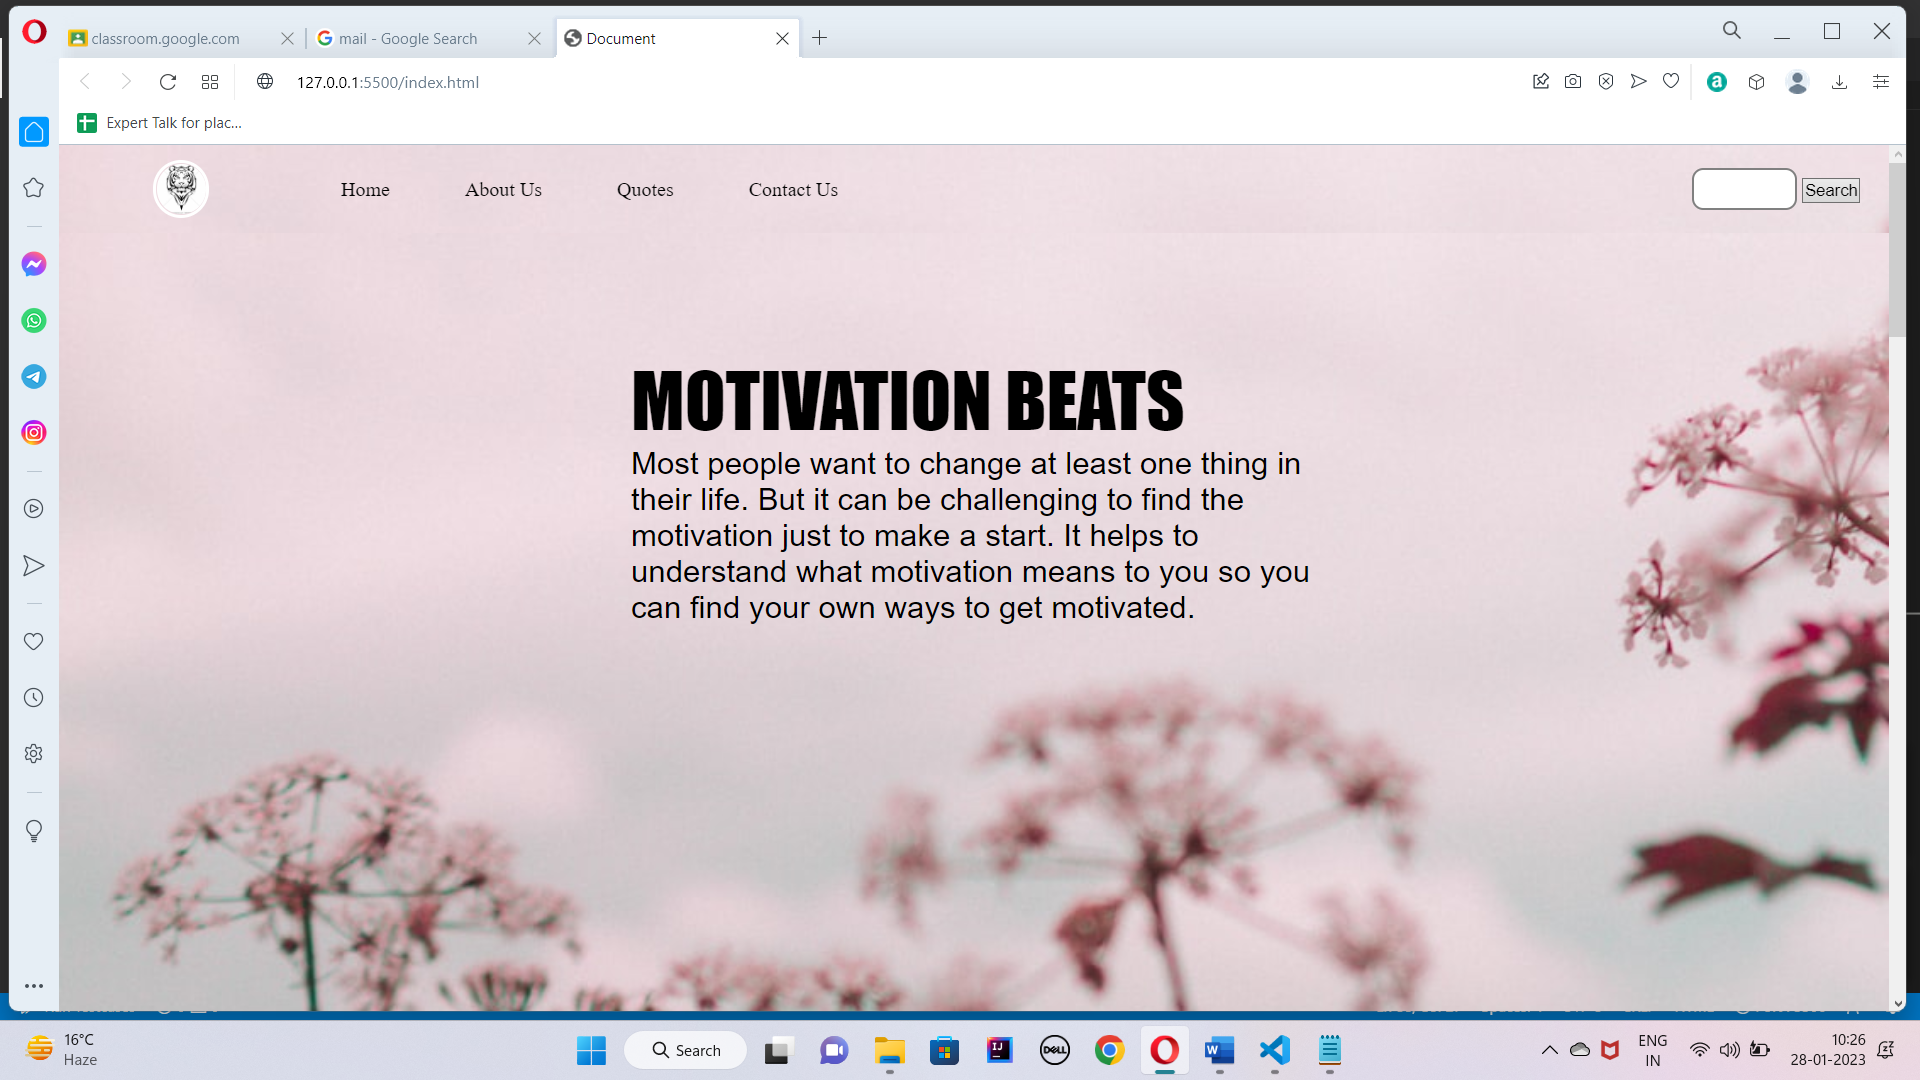 classroom.google.com
mail - Google Search
Document
127.0.0.1:5500/index.html
a
Expert Talk for plac...
Home
About Us
Quotes
Contact Us
Search
MOTIVATION BEATS
Most people want to change at least one thing in
their life. But it can be challenging to find the
motivation just to make a start. It helps to
understand what motivation means to you so you
can find your own ways to get motivated.
16°C
Haze
Search
IJ
DELL
W
ENG
IN
10:26
28-01-2023